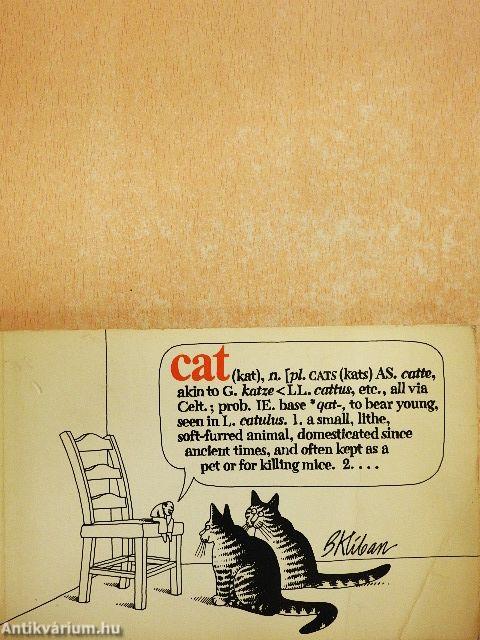 cat (kat), n. [pl. CATS (kats) AS. catte,
akin to G. katze < LL. cattus, etc., all via
Celt.; prob. IE. base *qat-, to bear young,
seen in L. catulus. 1. a small, lithe,
soft-furred animal, domesticated since
ancient times, and often kept as a
pet or for killing mice. 2. . . .
BKliban
Antikvárium.hu